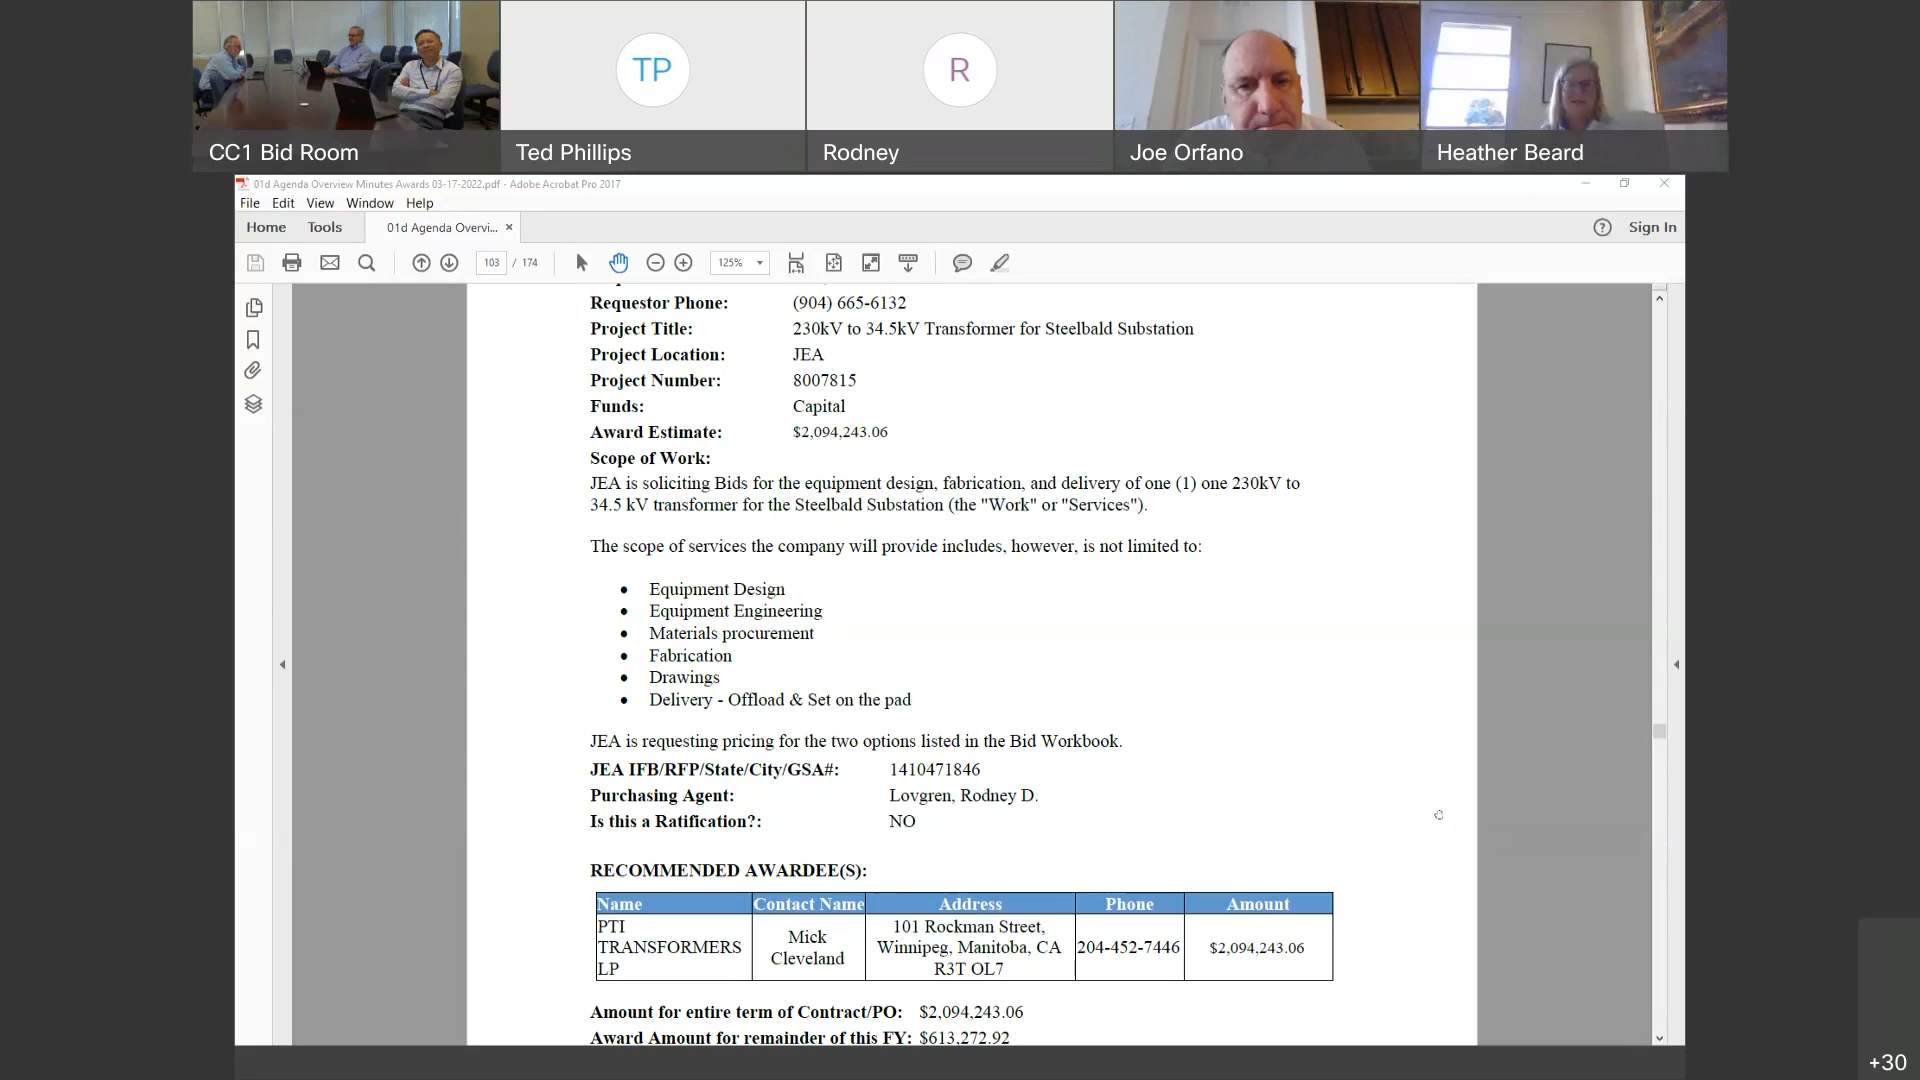 TP
R
CC1 Bid Room
Ted Phillips
Rodney
Joe Orfano
Heather Beard
01d Agenda Overview Minutes Awards 03-17-2022.pdf - Adobe Acrobat Pro 2017
File Edit View Window Help
Home Tools 01d Agenda Overvi... × Sign In
103 / 174 125%
Requestor Phone: (904) 665-6132
Project Title: 230kV to 34.5kV Transformer for Steelbald Substation
Project Location: JEA
Project Number: 8007815
Funds: Capital
Award Estimate: $2,094,243.06
Scope of Work:
JEA is soliciting Bids for the equipment design, fabrication, and delivery of one (1) one 230kV to
34.5 kV transformer for the Steelbald Substation (the "Work" or "Services").
The scope of services the company will provide includes, however, is not limited to:
• Equipment Design
• Equipment Engineering
• Materials procurement
• Fabrication
• Drawings
• Delivery - Offload & Set on the pad
JEA is requesting pricing for the two options listed in the Bid Workbook.
JEA IFB/RFP/State/City/GSA#: 1410471846
Purchasing Agent: Lovgren, Rodney D.
Is this a Ratification?: NO
RECOMMENDED AWARDEE(S):
Name Contact Name Address Phone Amount
PTI 101 Rockman Street,
TRANSFORMERS Mick Cleveland Winnipeg, Manitoba, CA 204-452-7446 $2,094,243.06
LP R3T OL7
Amount for entire term of Contract/PO: $2,094,243.06
Award Amount for remainder of this FY: $613,272.92
+30